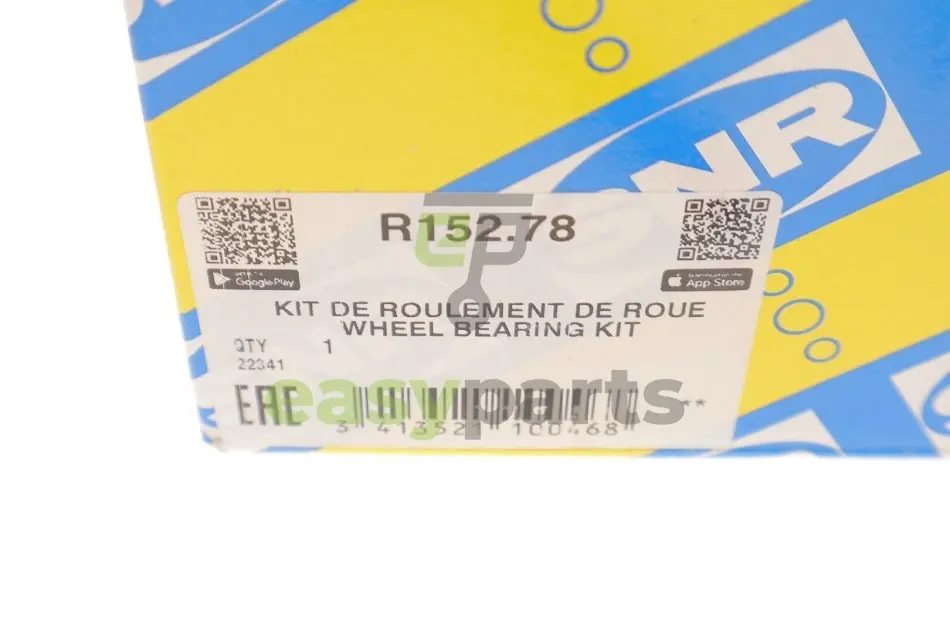 SNR
R152.78
Google Play
App Store
KIT DE ROULEMENT DE ROUE
WHEEL BEARING KIT
QTY 1
22341
EAC
easyparts
**
3 413521 100468